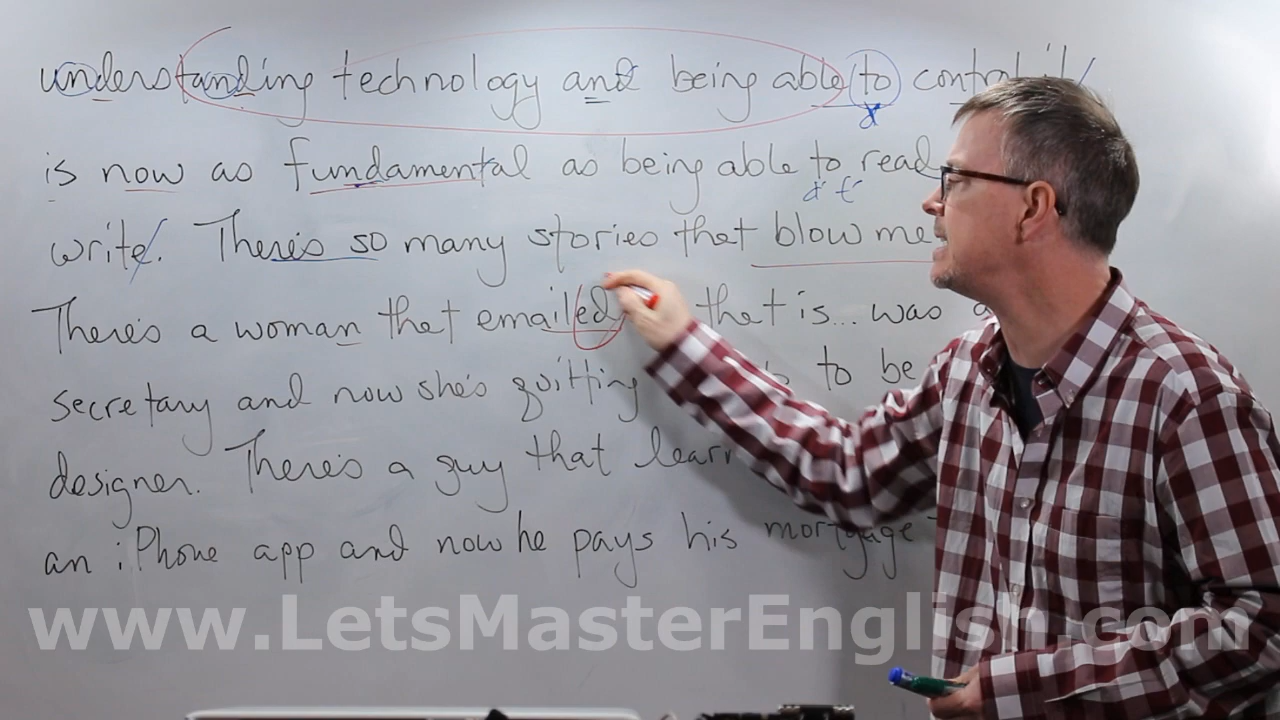 understanding technology and being able to control it
is now as fundamental as being able to read
write. There's so many stories that blow me
There's a woman that emailed that is... was a
secretary and now she's quitting to be
designer. There's a guy that learn
an iPhone app and now he pays his mortgage
www.LetsMasterEnglish.com